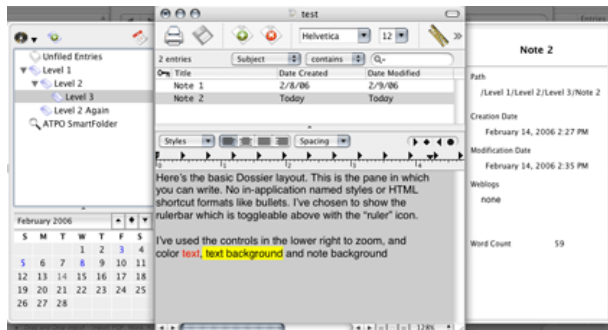 test
Entries
Helvetica
12
2 entries
Subject
contains
Q-
Title
Date Created
Date Modified
Note 1
2/8/06
2/9/06
Note 2
Today
Today
Unfiled Entries
Level 1
Level 2
Level 3
Level 2 Again
ATPO SmartFolder
February 2006
S M T W T F S
1 2 3 4
5 6 7 8 9 10 11
12 13 14 15 16 17 18
19 20 21 22 23 24 25
26 27 28
Styles
Spacing
0 1 2 3 4
Here's the basic Dossier layout. This is the pane in which
you can write. No in-application named styles or HTML
shortcut formats like bullets. I've chosen to show the
rulerbar which is toggleable above with the "ruler" icon.
I've used the controls in the lower right to zoom, and
color text, text background and note background
128%
Note 2
Path
/Level 1/Level 2/Level 3/Note 2
Creation Date
February 14, 2006 2:27 PM
Modification Date
February 14, 2006 2:35 PM
Weblogs
none
Word Count
59